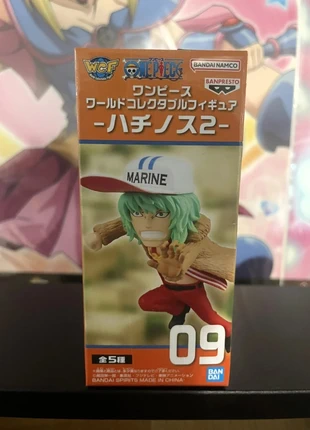 WCF ONE PIECE BANDAI NAMCO
BANPRESTO
ワンピース
ワールドコレクタブルフィギュア
-ハチノス2-
MARINE
全5種
09
BANDAI SPIRITS MADE IN CHINA
BANDAI